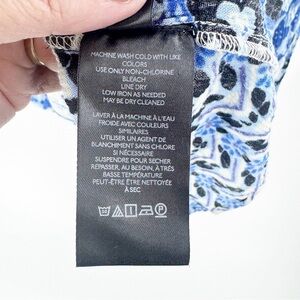 MACHINE WASH COLD WITH LIKE
COLORS
USE ONLY NON-CHLORINE
BLEACH
LINE DRY
LOW IRON AS NEEDED
MAY BE DRY CLEANED
LAVER À LA MACHINE À L'EAU
FROIDE AVEC COULEURS
SIMILAIRES
UTILISER UN AGENT DE
BLANCHIMENT SANS CHLORE
SI NÉCESSAIRE
SUSPENDRE POUR SECHER
REPASSER, AU BESOIN, À TRÈS
BASSE TEMPÉRATURE
PEUT-ÊTRE ÊTRE NETTOYÉE
À SEC